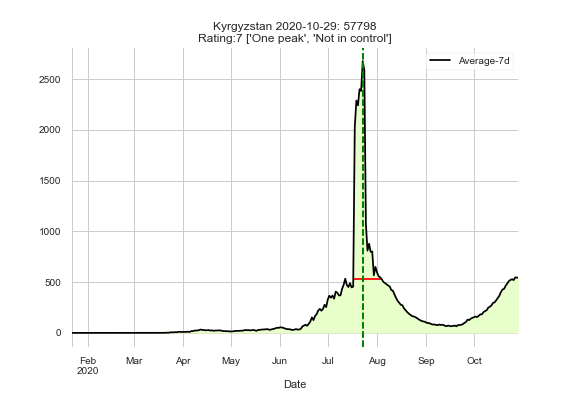 Kyrgyzstan 2020-10-29: 57798
Rating:7 ['One peak', 'Not in control']
Average-7d
2500
2000
1500
1000
500
0
Feb Mar Apr May Jun Jul Aug Sep Oct
2020
Date